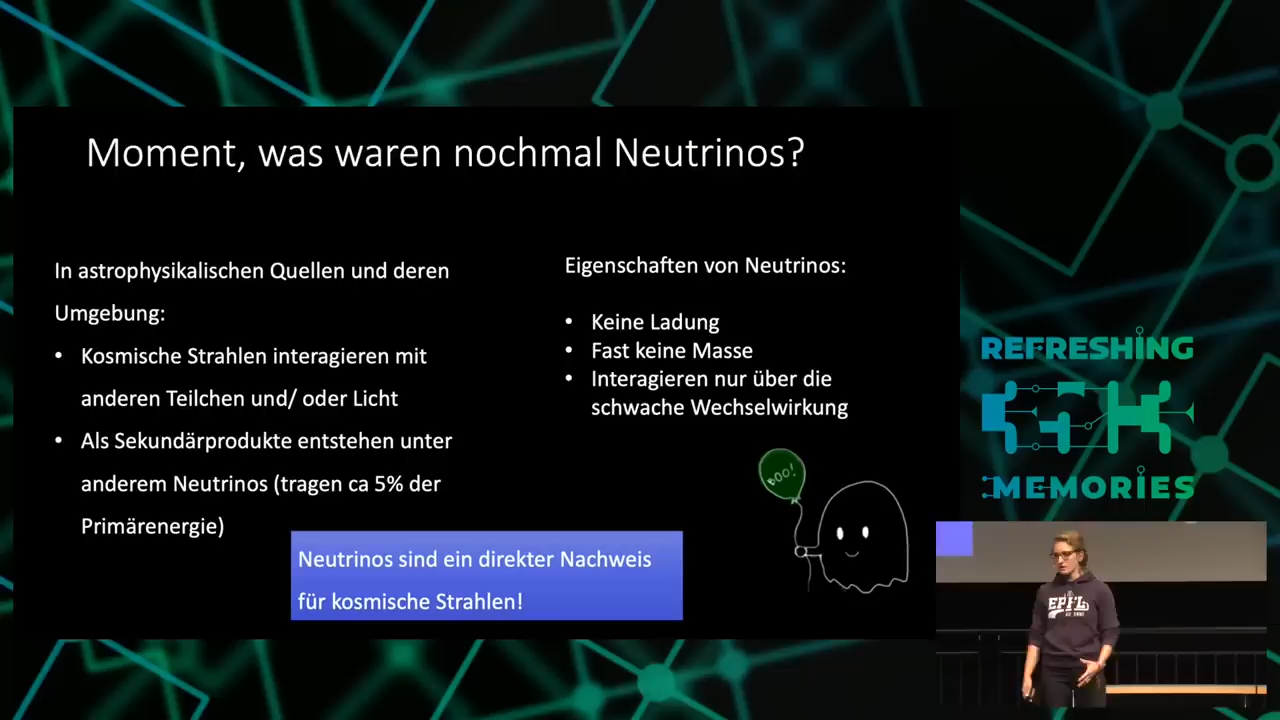 Moment, was waren nochmal Neutrinos?
In astrophysikalischen Quellen und deren
Umgebung:
• Kosmische Strahlen interagieren mit
anderen Teilchen und/ oder Licht
• Als Sekundärprodukte entstehen unter
anderem Neutrinos (tragen ca 5% der
Primärenergie)
Neutrinos sind ein direkter Nachweis
für kosmische Strahlen!
Eigenschaften von Neutrinos:
• Keine Ladung
• Fast keine Masse
• Interagieren nur über die
schwache Wechselwirkung
BOO!
REFRESHING
MEMORIES
EPFL